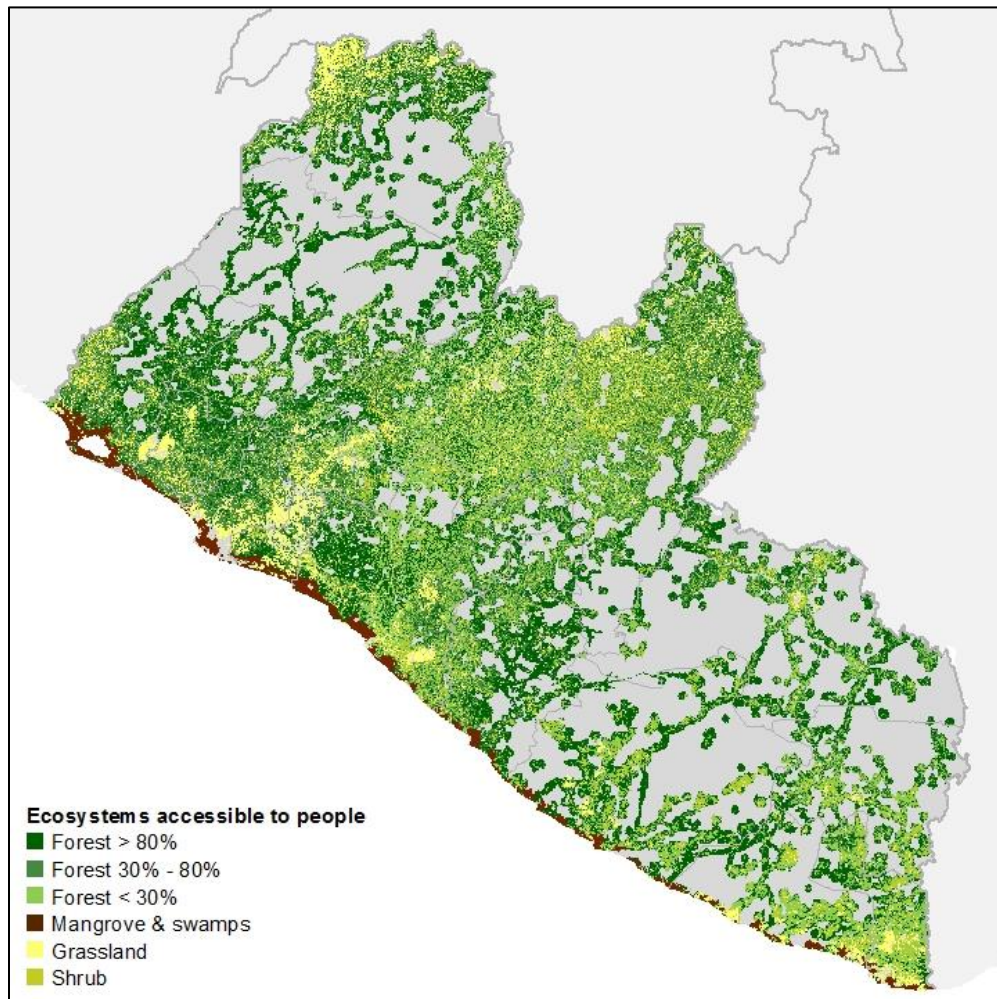 Ecosystems accessible to people
Forest > 80%
Forest 30% - 80%
Forest < 30%
Mangrove & swamps
Grassland
Shrub